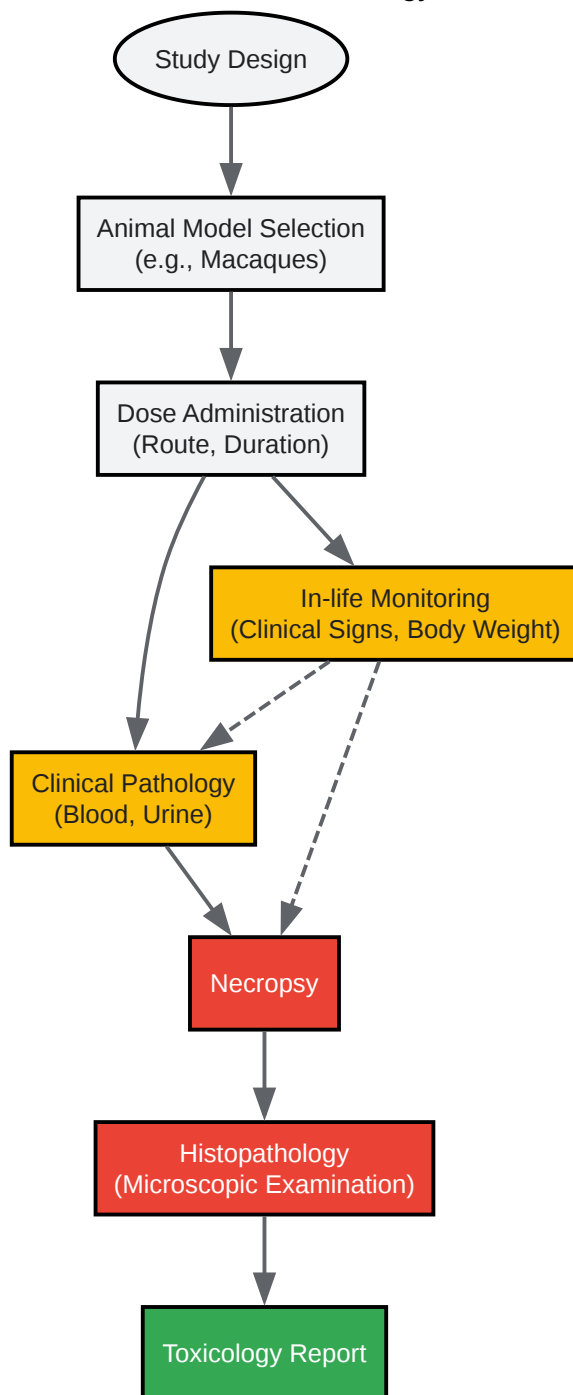 Study Design
Animal Model Selection
(e.g., Macaques)
Dose Administration
(Route, Duration)
In-life Monitoring
(Clinical Signs, Body Weight)
Clinical Pathology
(Blood, Urine)
Necropsy
Histopathology
(Microscopic Examination)
Toxicology Report